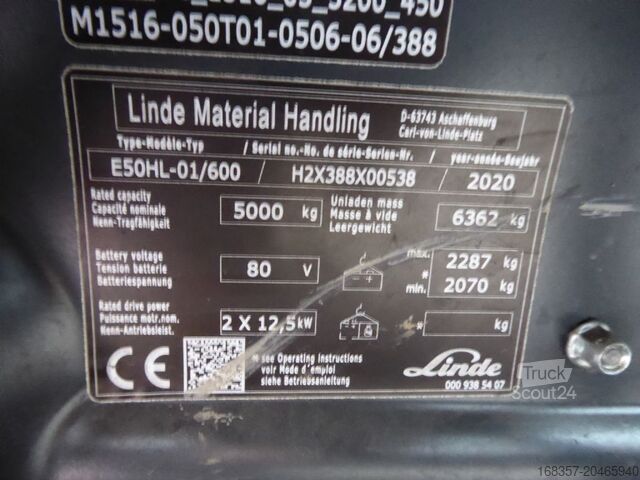 1516_05_5200_450
M1516-050T01-0506-06/388
Linde Material Handling
D-63743 Aschaffenburg
Carl-von-Linde-Platz
Type-Modèle-Typ / Serial no.-No. de série-Serien-Nr. / year-année-Baujahr
E50HL-01/600 / H2X388X00538 / 2020
Rated capacity
Capacité nominale
Nenn-Tragfähigkeit
5000 kg
Unladen mass
Masse à vide
Leergewicht
6362 kg
Battery voltage
Tension batterie
Batteriespannung
80 V
- +
max. 2287 kg
*
min. 2070 kg
Rated drive power
Puissance mot.nom.
Nenn-Antriebsleist.
2 X 12,5 kW
* kg
CE
* see Operating Instructions
voir Mode d'emploi
siehe Betriebsanleitung
Linde
000 938 54 07
Truck
Scout24
168357-20465940